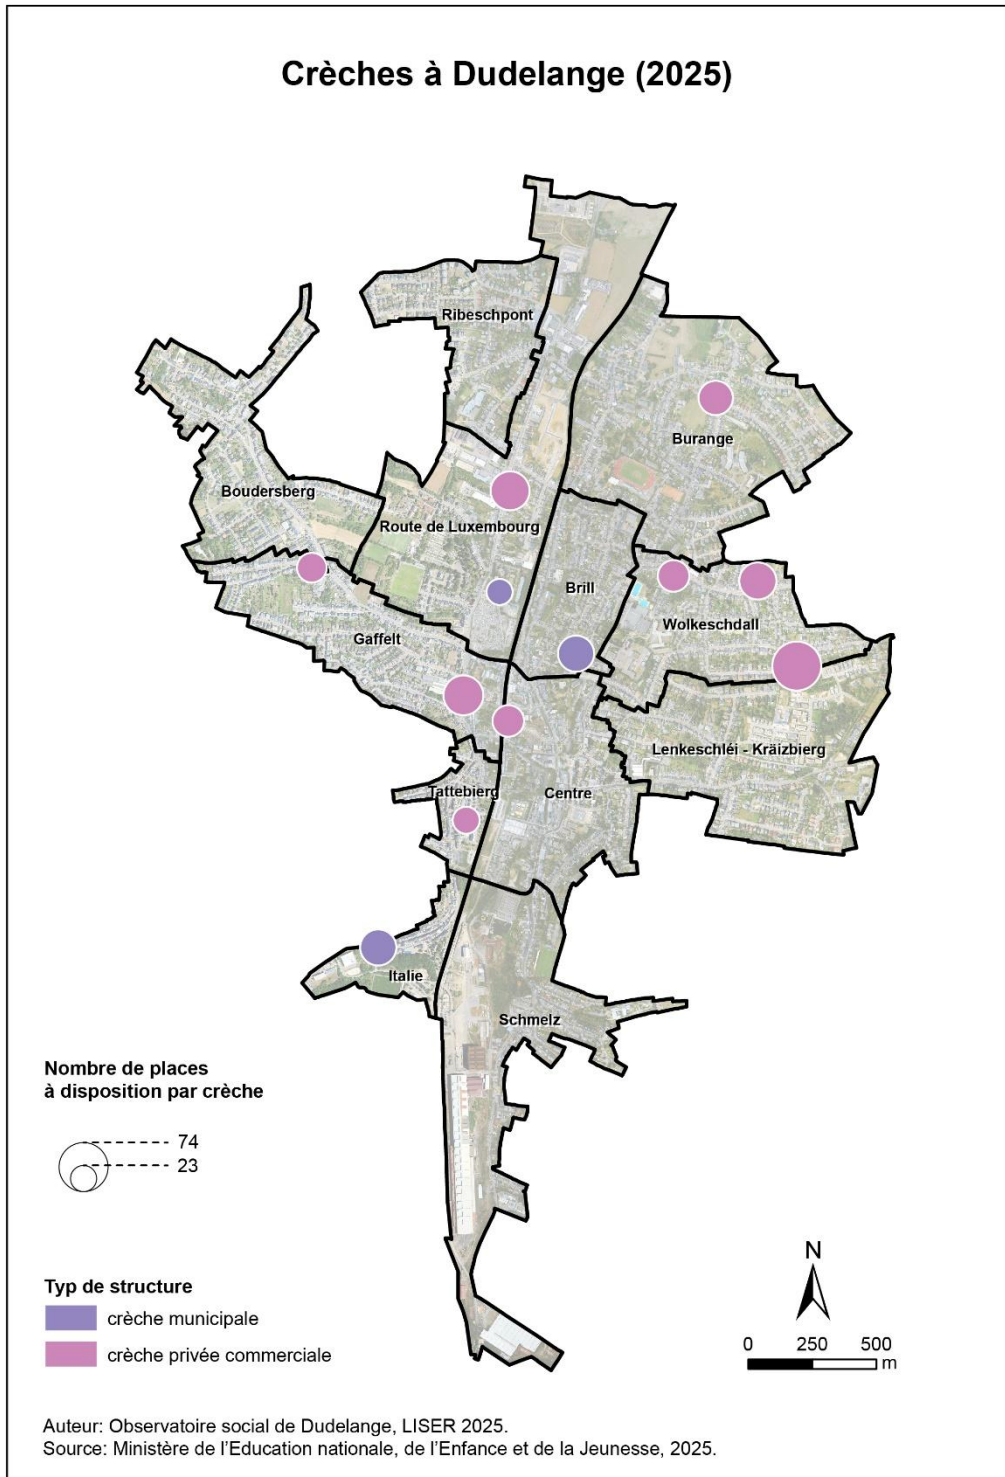 Crèches à Dudelange (2025)
Ribeschpont
Burange
Boudersberg
Route de Luxembourg
Brill
Wolkeschdall
Gaffelt
Lenkeschléi - Kräizbierg
Tattebierg
Centre
Italie
Schmelz
Nombre de places
à disposition par crèche
74
23
Typ de structure
crèche municipale
crèche privée commerciale
N
0 250 500
m
Auteur: Observatoire social de Dudelange, LISER 2025.
Source: Ministère de l'Education nationale, de l'Enfance et de la Jeunesse, 2025.